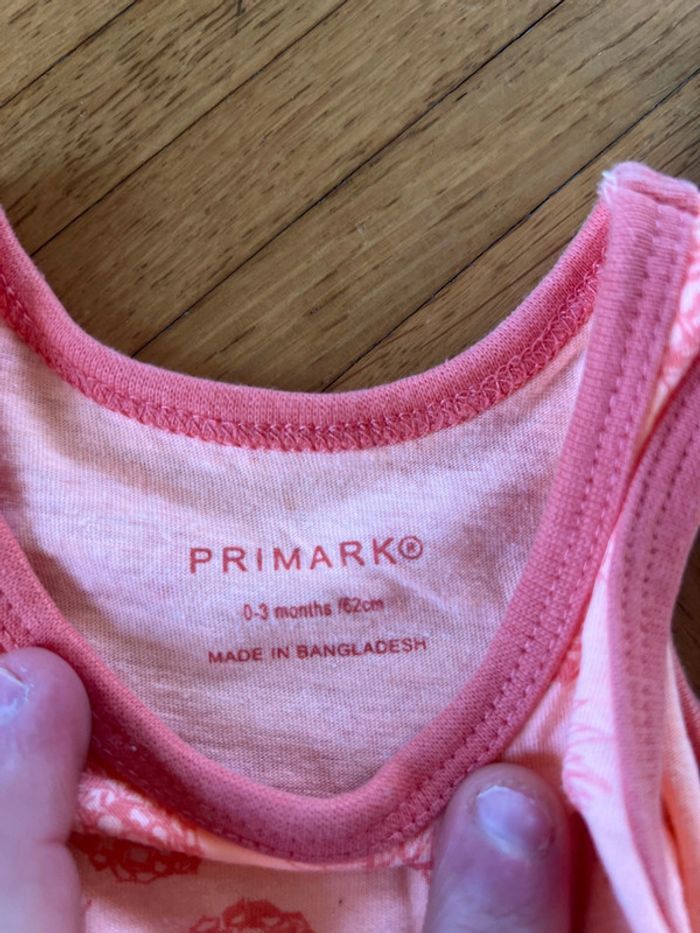 PRIMARK®
0-3 months /62cm
MADE IN BANGLADESH